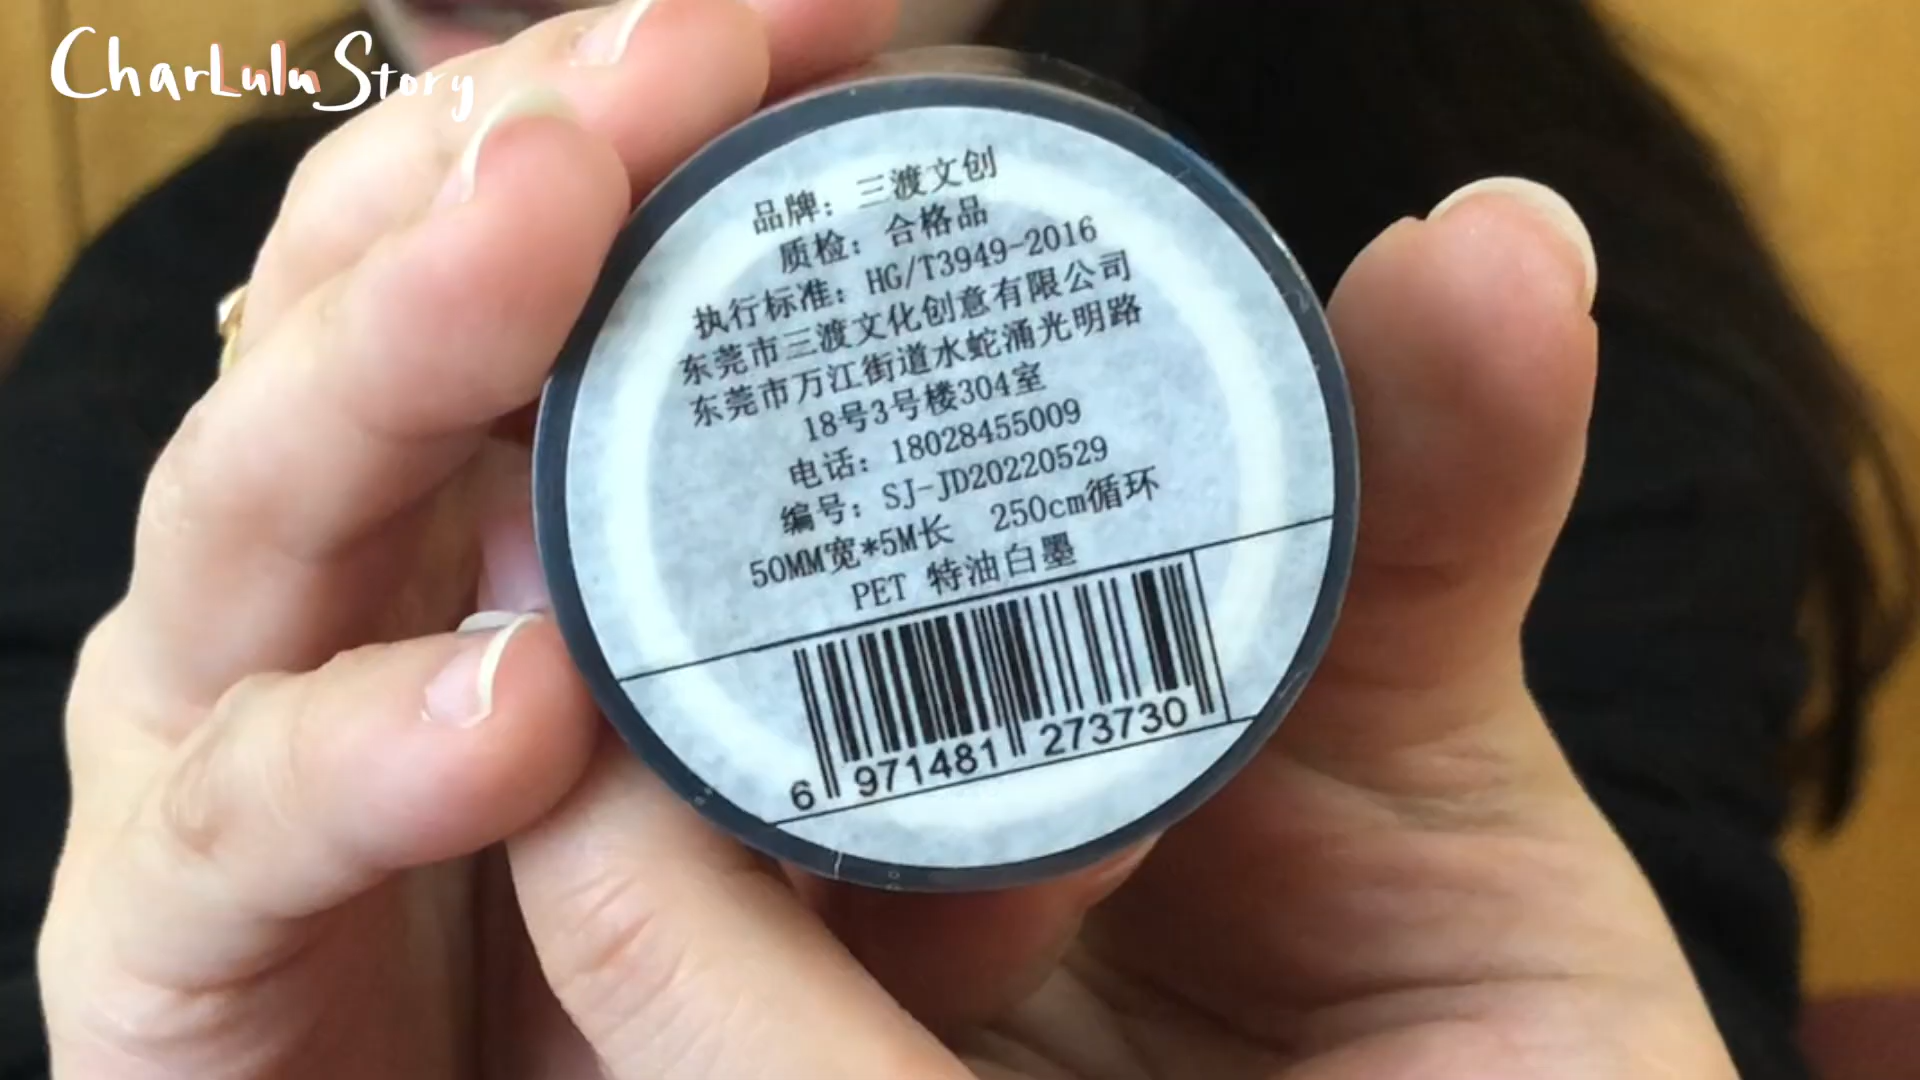 CharLuluStory
品牌：三渡文创
质检：合格品
执行标准：HG/T3949-2016
东莞市三渡文化创意有限公司
东莞市万江街道水蛇涌光明路
18号3号楼304室
电话：18028455009
编号：SJ-JD20220529
50MM宽*5M长 250cm循环
PET 特油白墨
6 971481 273730